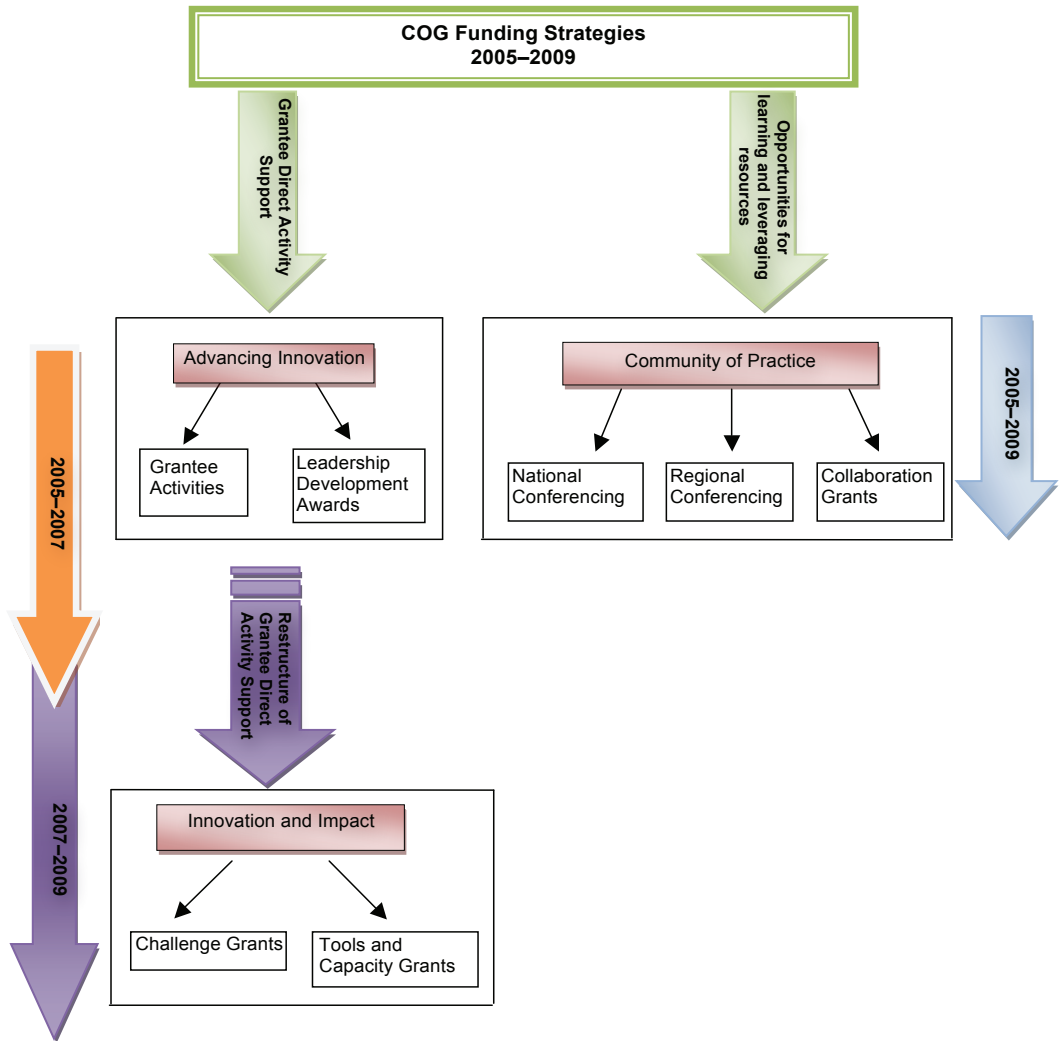 COG Funding Strategies
2005–2009
Grantee Direct Activity
Support
Opportunities for
learning and leveraging
resources
Advancing Innovation
Grantee
Activities
Leadership
Development
Awards
Community of Practice
National
Conferencing
Regional
Conferencing
Collaboration
Grants
2005–2009
2005–2007
Restructure of
Grantee Direct
Activity Support
2007–2009
Innovation and Impact
Challenge Grants
Tools and
Capacity Grants